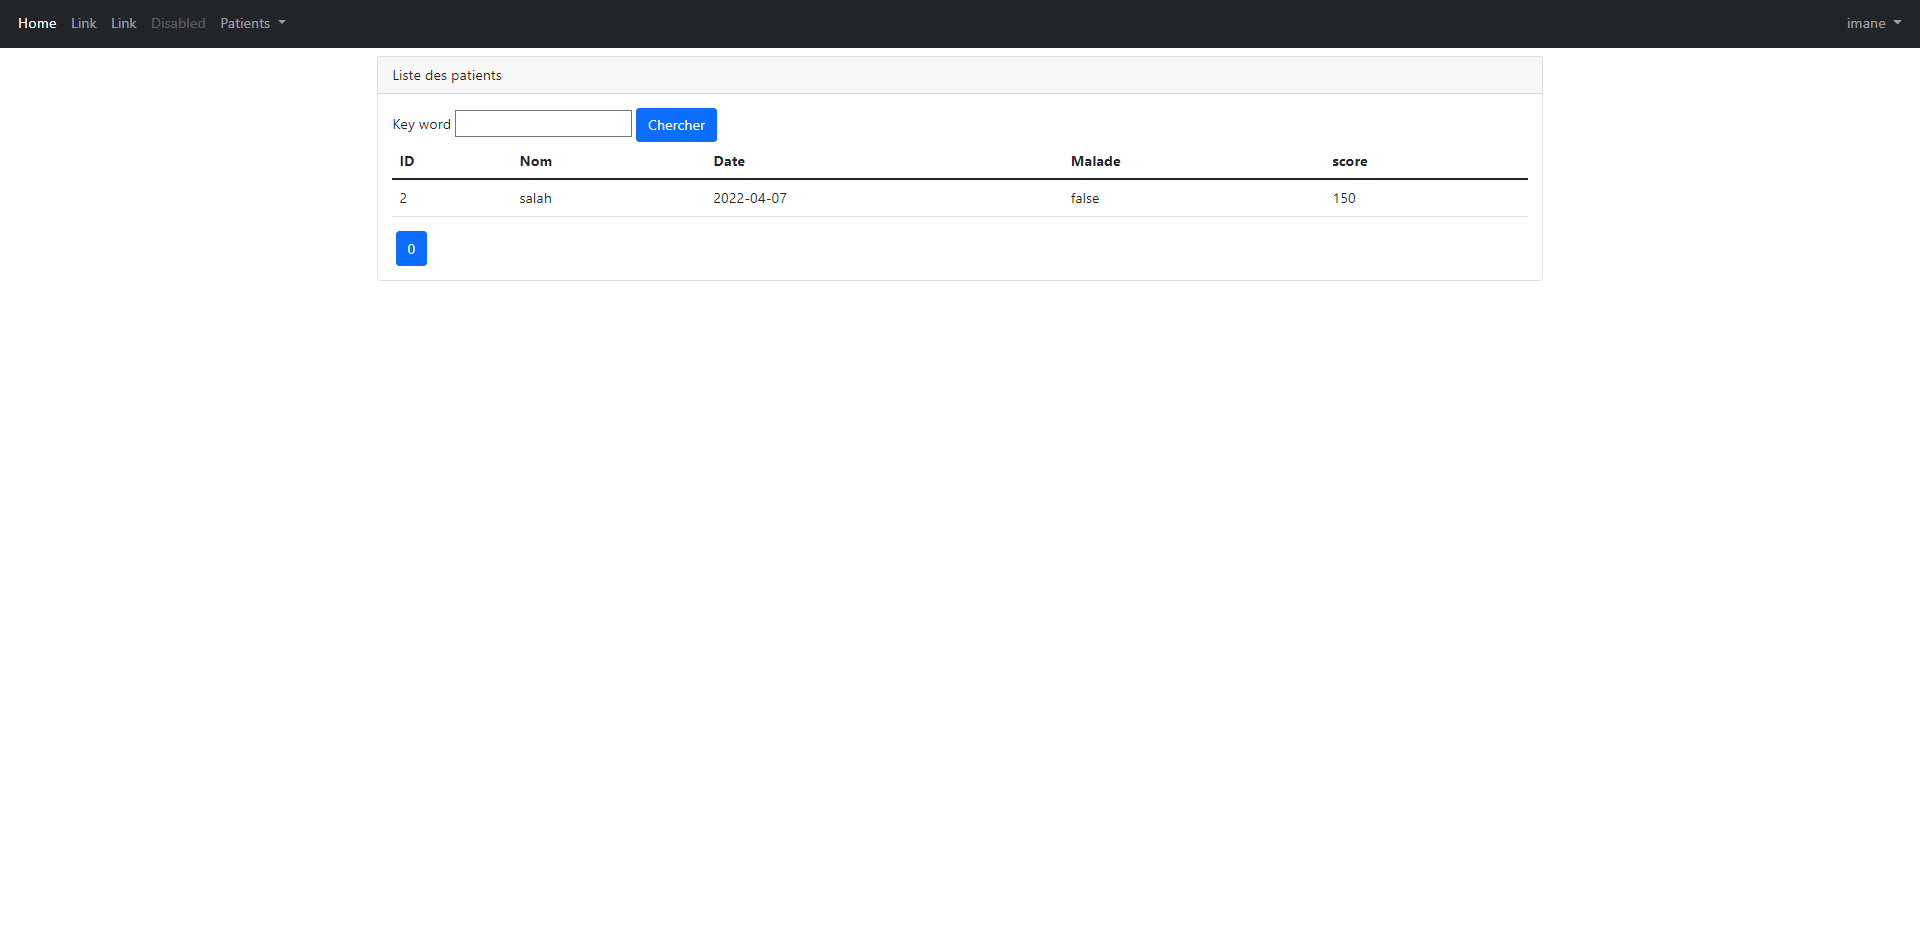 Home Link Link Disabled Patients imane
Liste des patients
Key word Chercher
ID Nom Date Malade score
2 salah 2022-04-07 false 150
0